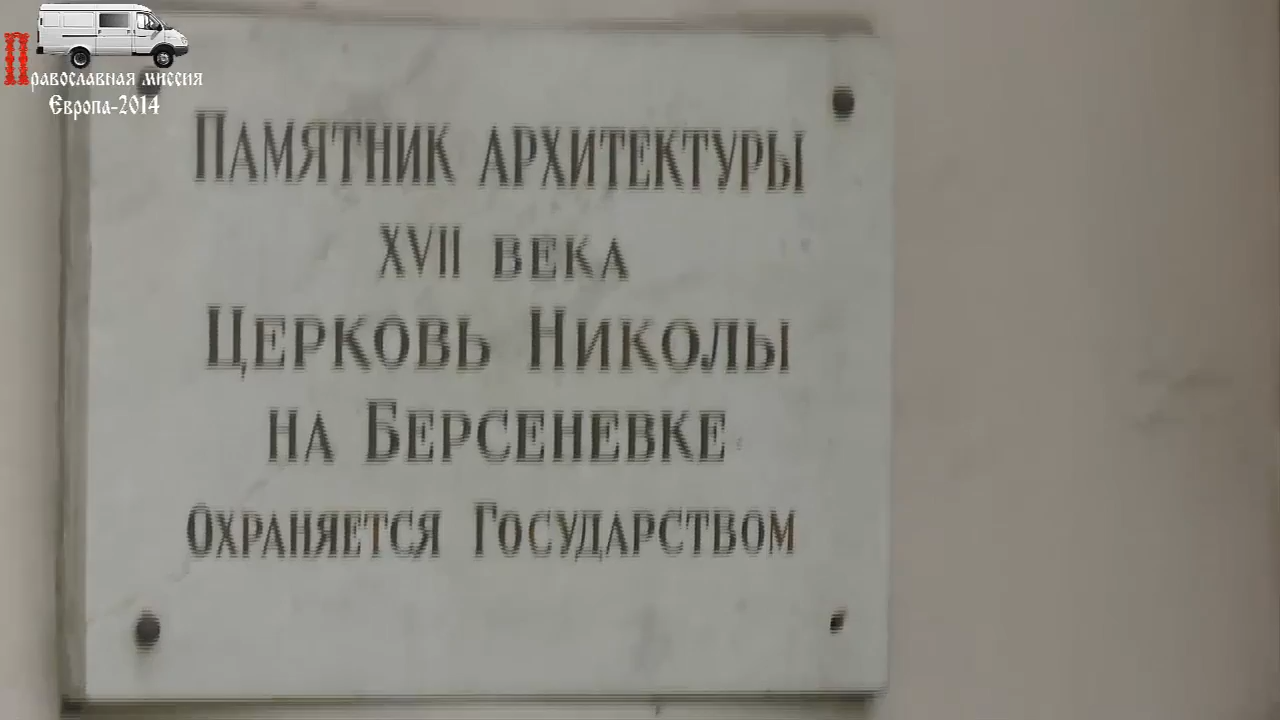 Православная миссия
Европа-2014
ПАМЯТНИК АРХИТЕКТУРЫ
XVII ВЕКА
ЦЕРКОВЬ НИКОЛЫ
НА БЕРСЕНЕВКЕ
ОХРАНЯЕТСЯ ГОСУДАРСТВОМ